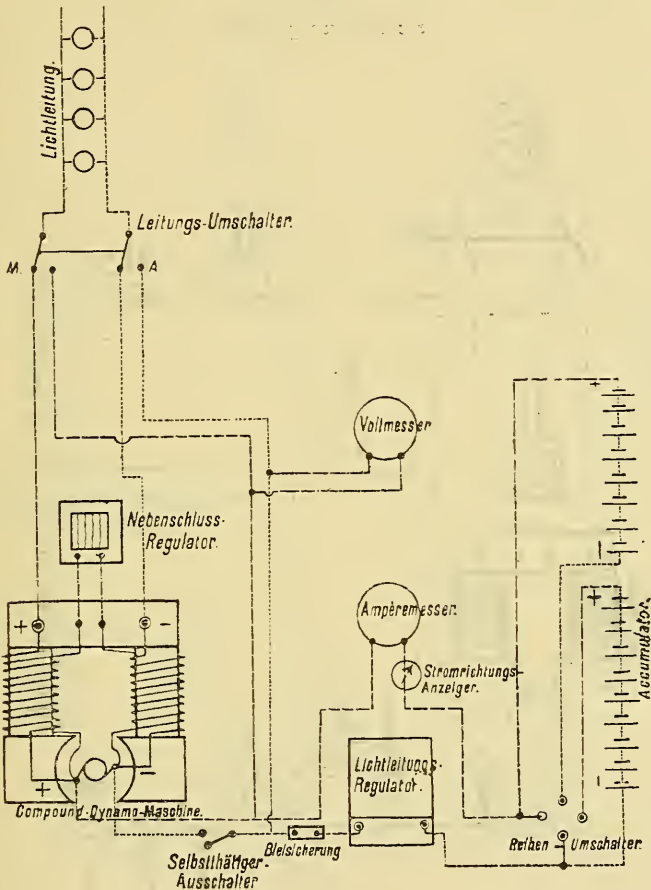 Lichtleitung.
Leitungs-Umschalter.
M.
A
Voltmesser
Nebenschluss-
Regulator.
+
-
Ampèremesser.
Stromrichtungs-
Anzeiger.
Lichtleitungs-
Regulator.
+
-
Compound-Dynamo-Maschine.
Selbstthätiger-
Ausschalter
Bleisicherung
Reihen - Umschalter.
+
-
+
-
Accumulator.